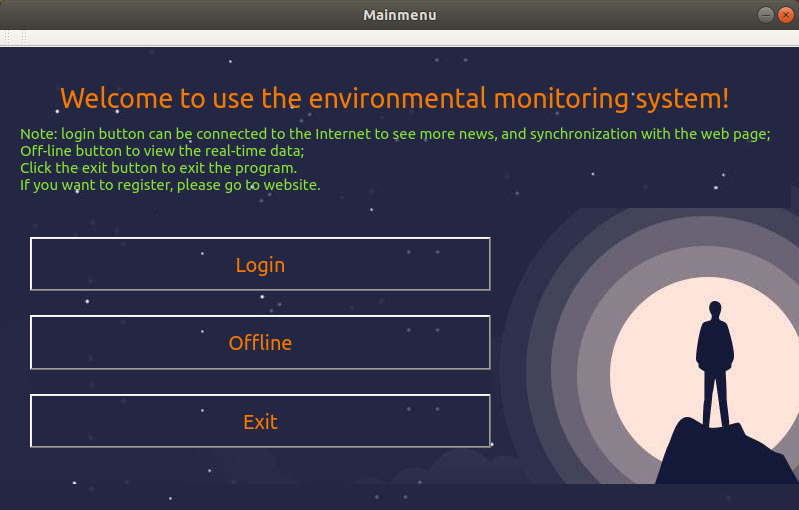 Mainmenu
Welcome to use the environmental monitoring system!
Note: login button can be connected to the Internet to see more news, and synchronization with the web page;
Off-line button to view the real-time data;
Click the exit button to exit the program.
If you want to register, please go to website.
Login
Offline
Exit